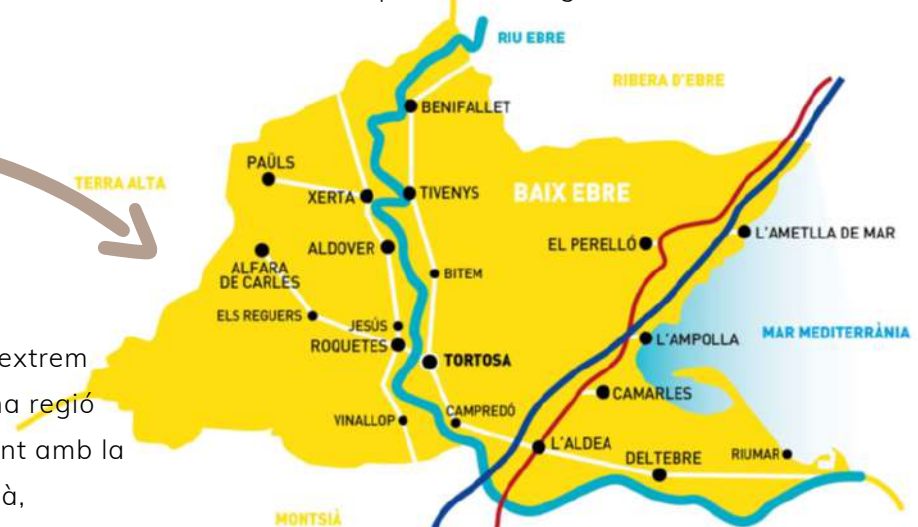 RIU EBRE
RIBERA D'EBRE
BENIFALLET
PAÜLS
TERRA ALTA
XERTA
TIVENYS
BAIX EBRE
L'AMETLLA DE MAR
EL PERELLÓ
ALDOVER
ALFARA
DE CARLES
BITEM
ELS REGUERS
JESÚS
ROQUETES
MAR MEDITERRÀNIA
L'AMPOLLA
TORTOSA
extrem
CAMARLES
regió
VINALLOP
CAMPREDÓ
nt amb la
L'ALDEA
DELTEBRE
RIUMAR
à,
MONTSIÀ